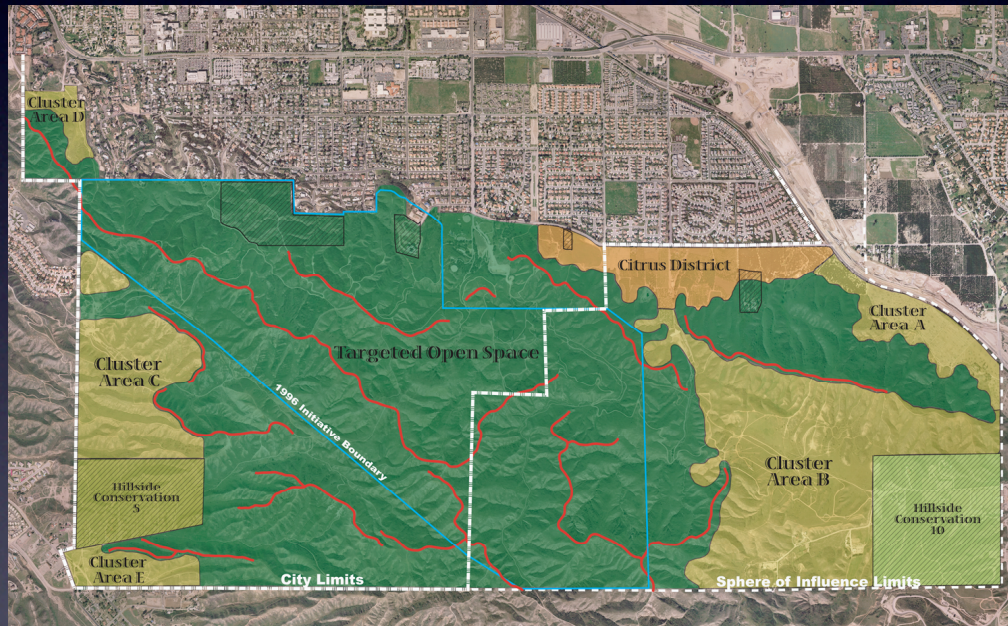 Cluster
Area D
Citrus District
Cluster
Area A
Targeted Open Space
Cluster
Area C
1996 Initiative Boundary
Cluster
Area B
Hillside
Conservation
5
Hillside
Conservation
10
Cluster
Area E
City Limits
Sphere of Influence Limits